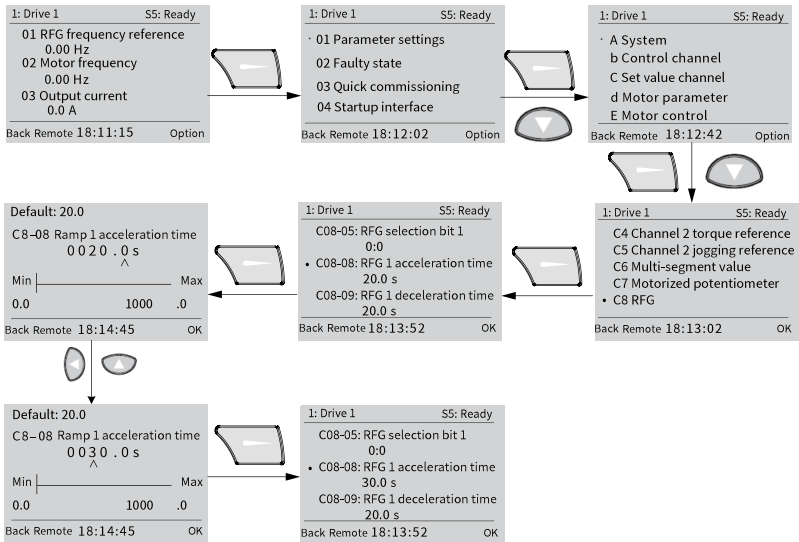 1: Drive 1 S5: Ready
01 RFG frequency reference
0.00 Hz
02 Motor frequency
0.00 Hz
03 Output current
0.0 A
Back Remote 18:11:15 Option
1: Drive 1 S5: Ready
· 01 Parameter settings
02 Faulty state
03 Quick commissioning
04 Startup interface
Back Remote 18:12:02 Option
1: Drive 1 S5: Ready
· A System
b Control channel
C Set value channel
d Motor parameter
E Motor control
Back Remote 18:12:42 Option
Default: 20.0
C8-08 Ramp 1 acceleration time
0020.0s
^
Min Max
0.0 1000 .0
Back Remote 18:14:45 OK
1: Drive 1 S5: Ready
C08-05: RFG selection bit 1
0:0
• C08-08: RFG 1 acceleration time
20.0 s
C08-09: RFG 1 deceleration time
20.0 s
Back Remote 18:13:52 OK
1: Drive 1 S5: Ready
C4 Channel 2 torque reference
C5 Channel 2 jogging reference
C6 Multi-segment value
C7 Motorized potentiometer
• C8 RFG
Back Remote 18:13:02 OK
Default: 20.0
C8-08 Ramp 1 acceleration time
0030.0s
^
Min Max
0.0 1000 .0
Back Remote 18:14:45 OK
1: Drive 1 S5: Ready
C08-05: RFG selection bit 1
0:0
• C08-08: RFG 1 acceleration time
30.0 s
C08-09: RFG 1 deceleration time
20.0 s
Back Remote 18:13:52 OK